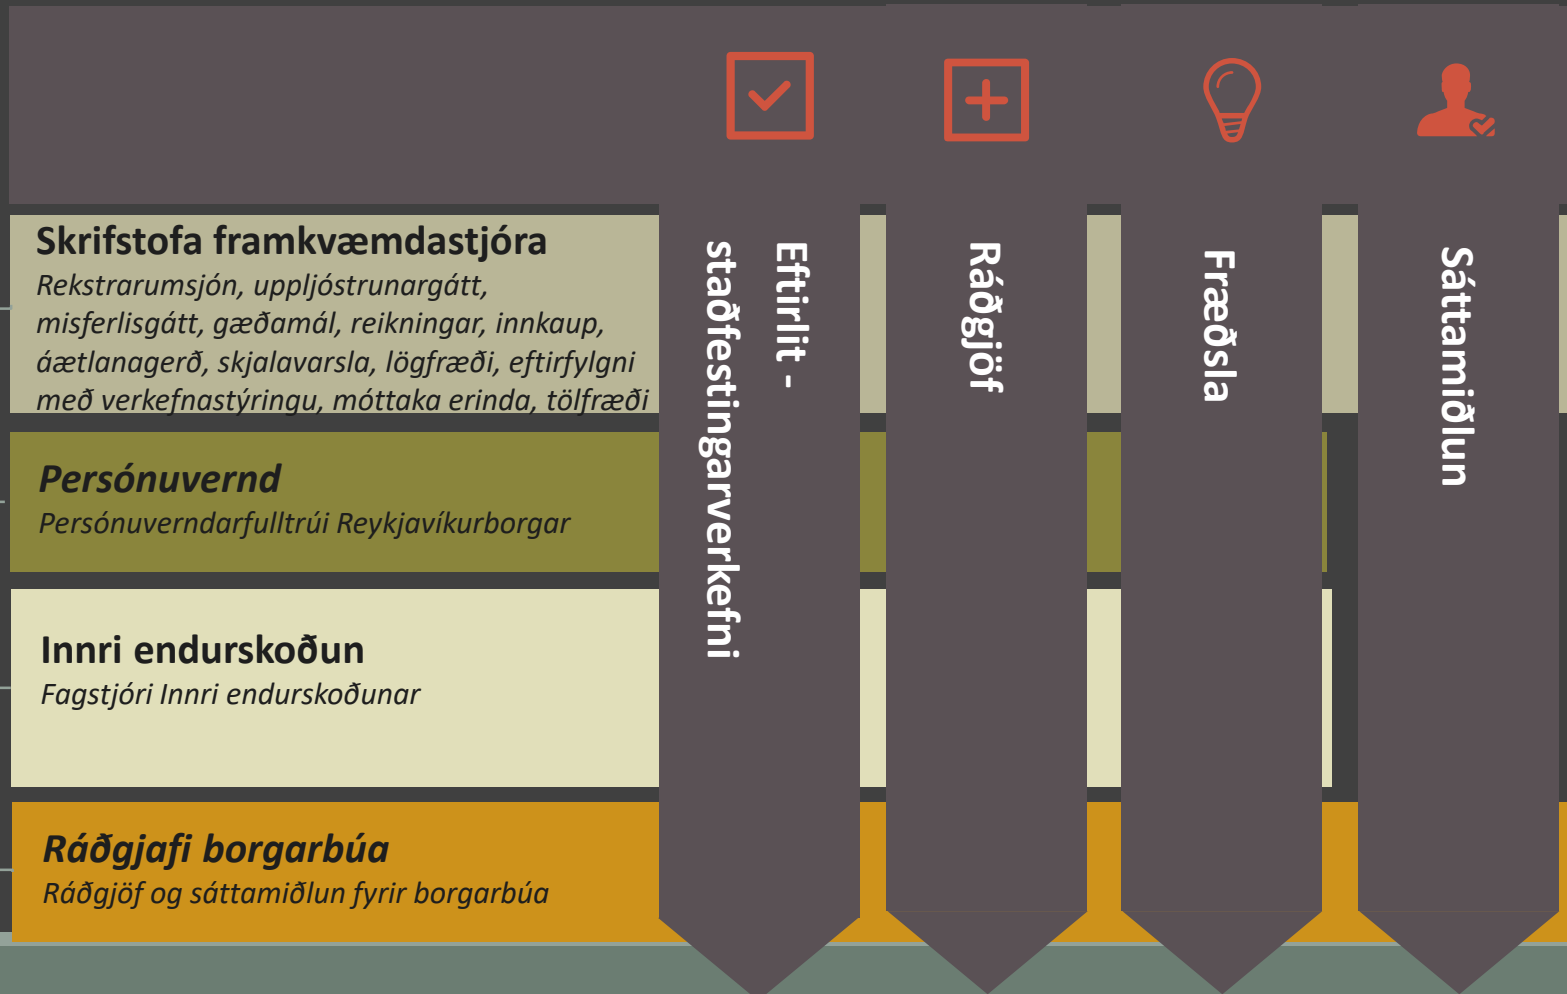 Skrifstofa framkvæmdastjóra
Rekstrarumsjón, uppljóstrunargátt,
misferlisgátt, gæðamál, reikningar, innkaup,
áætlanagerð, skjalavarsla, lögfræði, eftirfylgni
með verkefnastýringu, móttaka erinda, tölfræði
Persónuvernd
Persónuverndarfulltrúi Reykjavíkurborgar
Innri endurskoðun
Fagstjóri Innri endurskoðunar
Ráðgjafi borgarbúa
Ráðgjöf og sáttamiðlun fyrir borgarbúa
Eftirlit -
staðfestingarverkefni
Ráðgjöf
Fræðsla
Sáttamiðlun